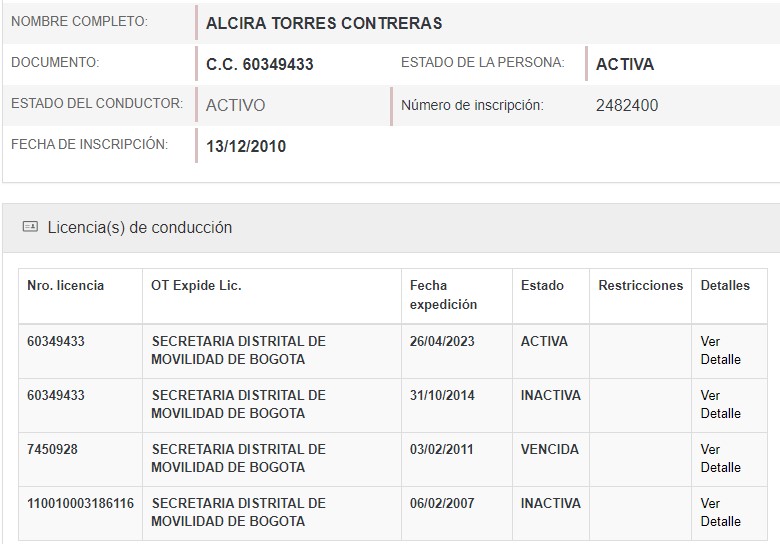 NOMBRE COMPLETO: ALCIRA TORRES CONTRERAS
DOCUMENTO: C.C. 60349433 ESTADO DE LA PERSONA: ACTIVA
ESTADO DEL CONDUCTOR: ACTIVO Número de inscripción: 2482400
FECHA DE INSCRIPCIÓN: 13/12/2010
Licencia(s) de conducción
Nro. licencia OT Expide Lic. Fecha expedición Estado Restricciones Detalles
60349433 SECRETARIA DISTRITAL DE MOVILIDAD DE BOGOTA 26/04/2023 ACTIVA Ver Detalle
60349433 SECRETARIA DISTRITAL DE MOVILIDAD DE BOGOTA 31/10/2014 INACTIVA Ver Detalle
7450928 SECRETARIA DISTRITAL DE MOVILIDAD DE BOGOTA 03/02/2011 VENCIDA Ver Detalle
110010003186116 SECRETARIA DISTRITAL DE MOVILIDAD DE BOGOTA 06/02/2007 INACTIVA Ver Detalle